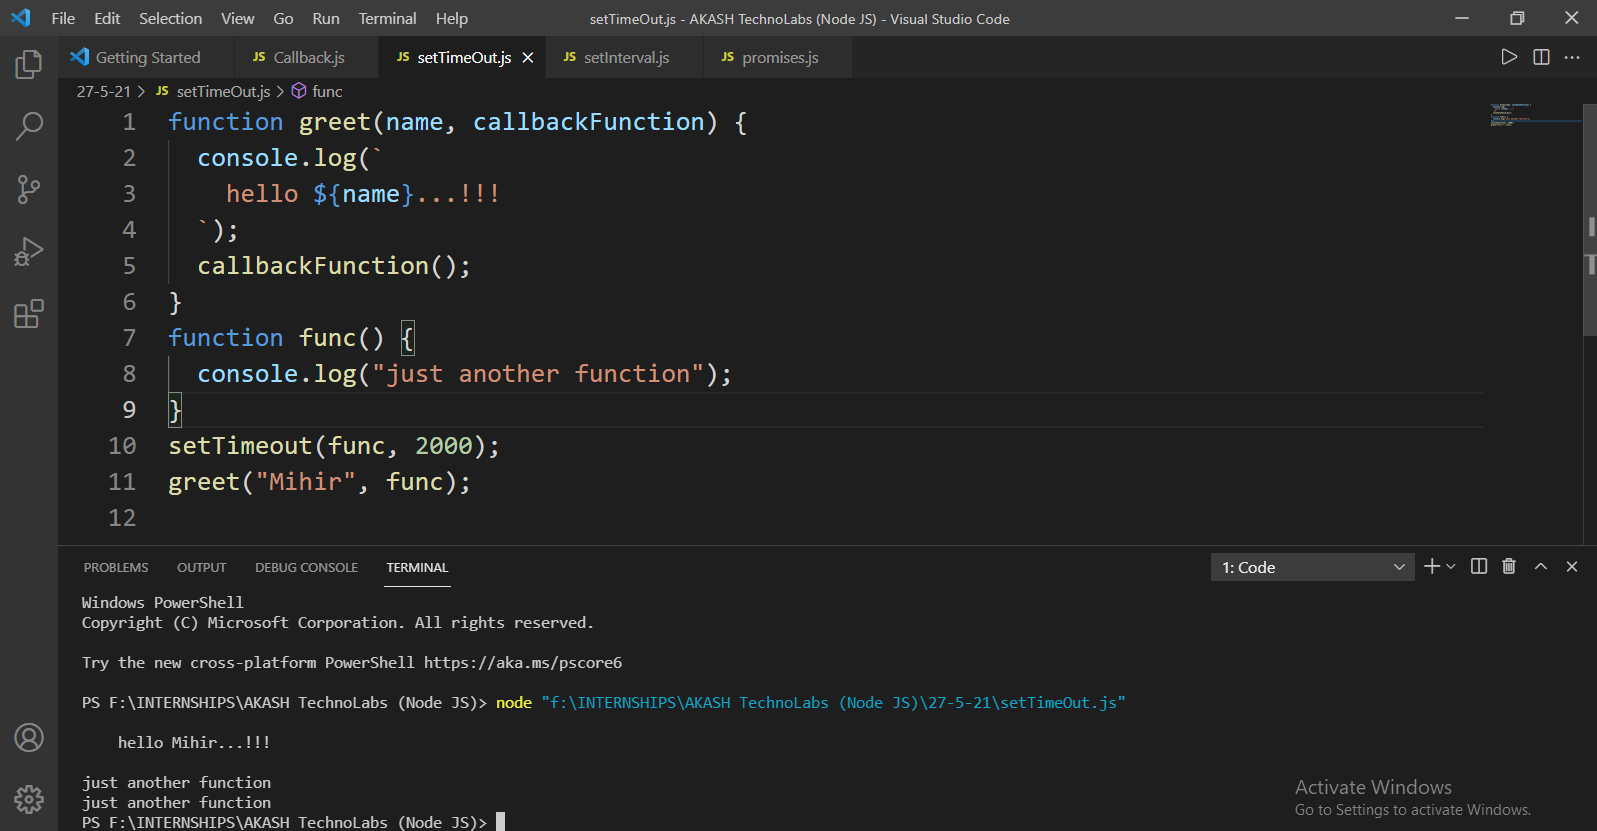 File Edit Selection View Go Run Terminal Help setTimeOut.js - AKASH TechnoLabs (Node JS) - Visual Studio Code
Getting Started JS Callback.js JS setTimeOut.js JS setInterval.js JS promises.js
27-5-21 > JS setTimeOut.js > func
1 function greet(name, callbackFunction) {
2 console.log(`
3 hello ${name}...!!!
4 `);
5 callbackFunction();
6 }
7 function func() {
8 console.log("just another function");
9 }
10 setTimeout(func, 2000);
11 greet("Mihir", func);
12
PROBLEMS OUTPUT DEBUG CONSOLE TERMINAL 1: Code
Windows PowerShell
Copyright (C) Microsoft Corporation. All rights reserved.
Try the new cross-platform PowerShell https://aka.ms/pscore6
PS F:\INTERNSHIPS\AKASH TechnoLabs (Node JS)> node "f:\INTERNSHIPS\AKASH TechnoLabs (Node JS)\27-5-21\setTimeOut.js"
hello Mihir...!!!
just another function
just another function
PS F:\INTERNSHIPS\AKASH TechnoLabs (Node JS)>
Activate Windows
Go to Settings to activate Windows.